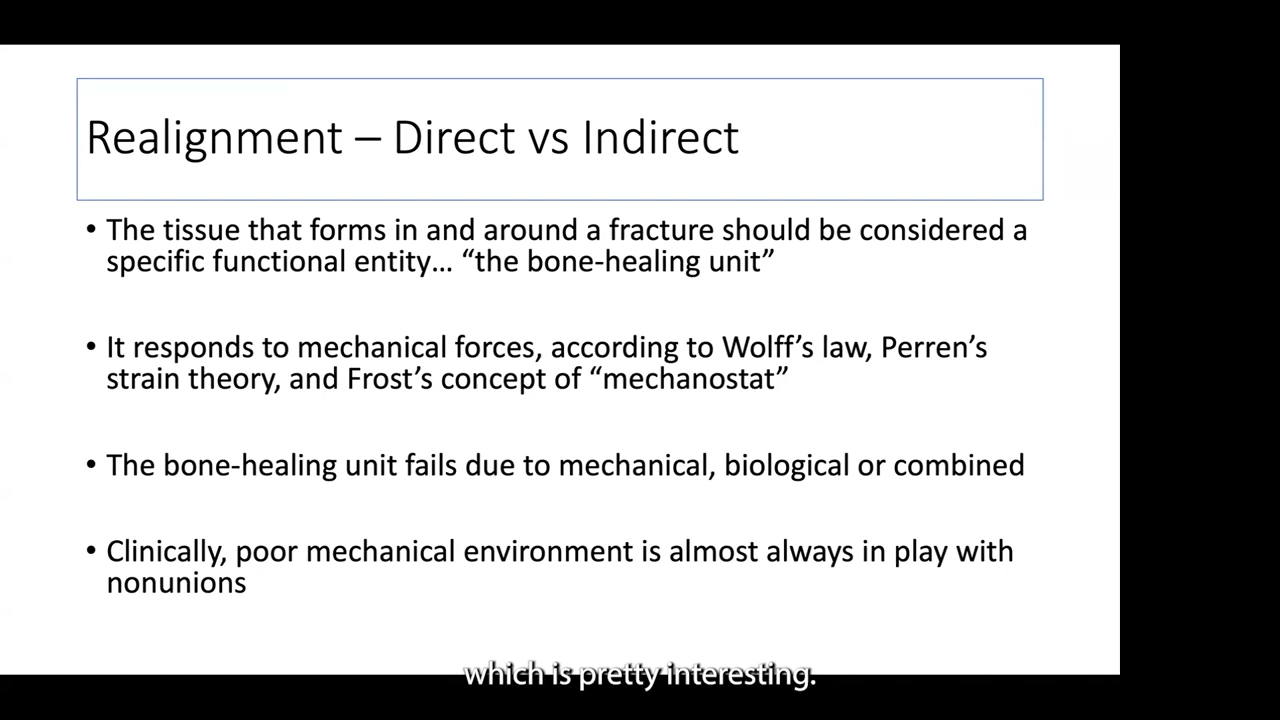 Realignment – Direct vs Indirect
• The tissue that forms in and around a fracture should be considered a
specific functional entity… “the bone-healing unit”
• It responds to mechanical forces, according to Wolff’s law, Perren’s
strain theory, and Frost’s concept of “mechanostat”
• The bone-healing unit fails due to mechanical, biological or combined
• Clinically, poor mechanical environment is almost always in play with
nonunions
which is pretty interesting.